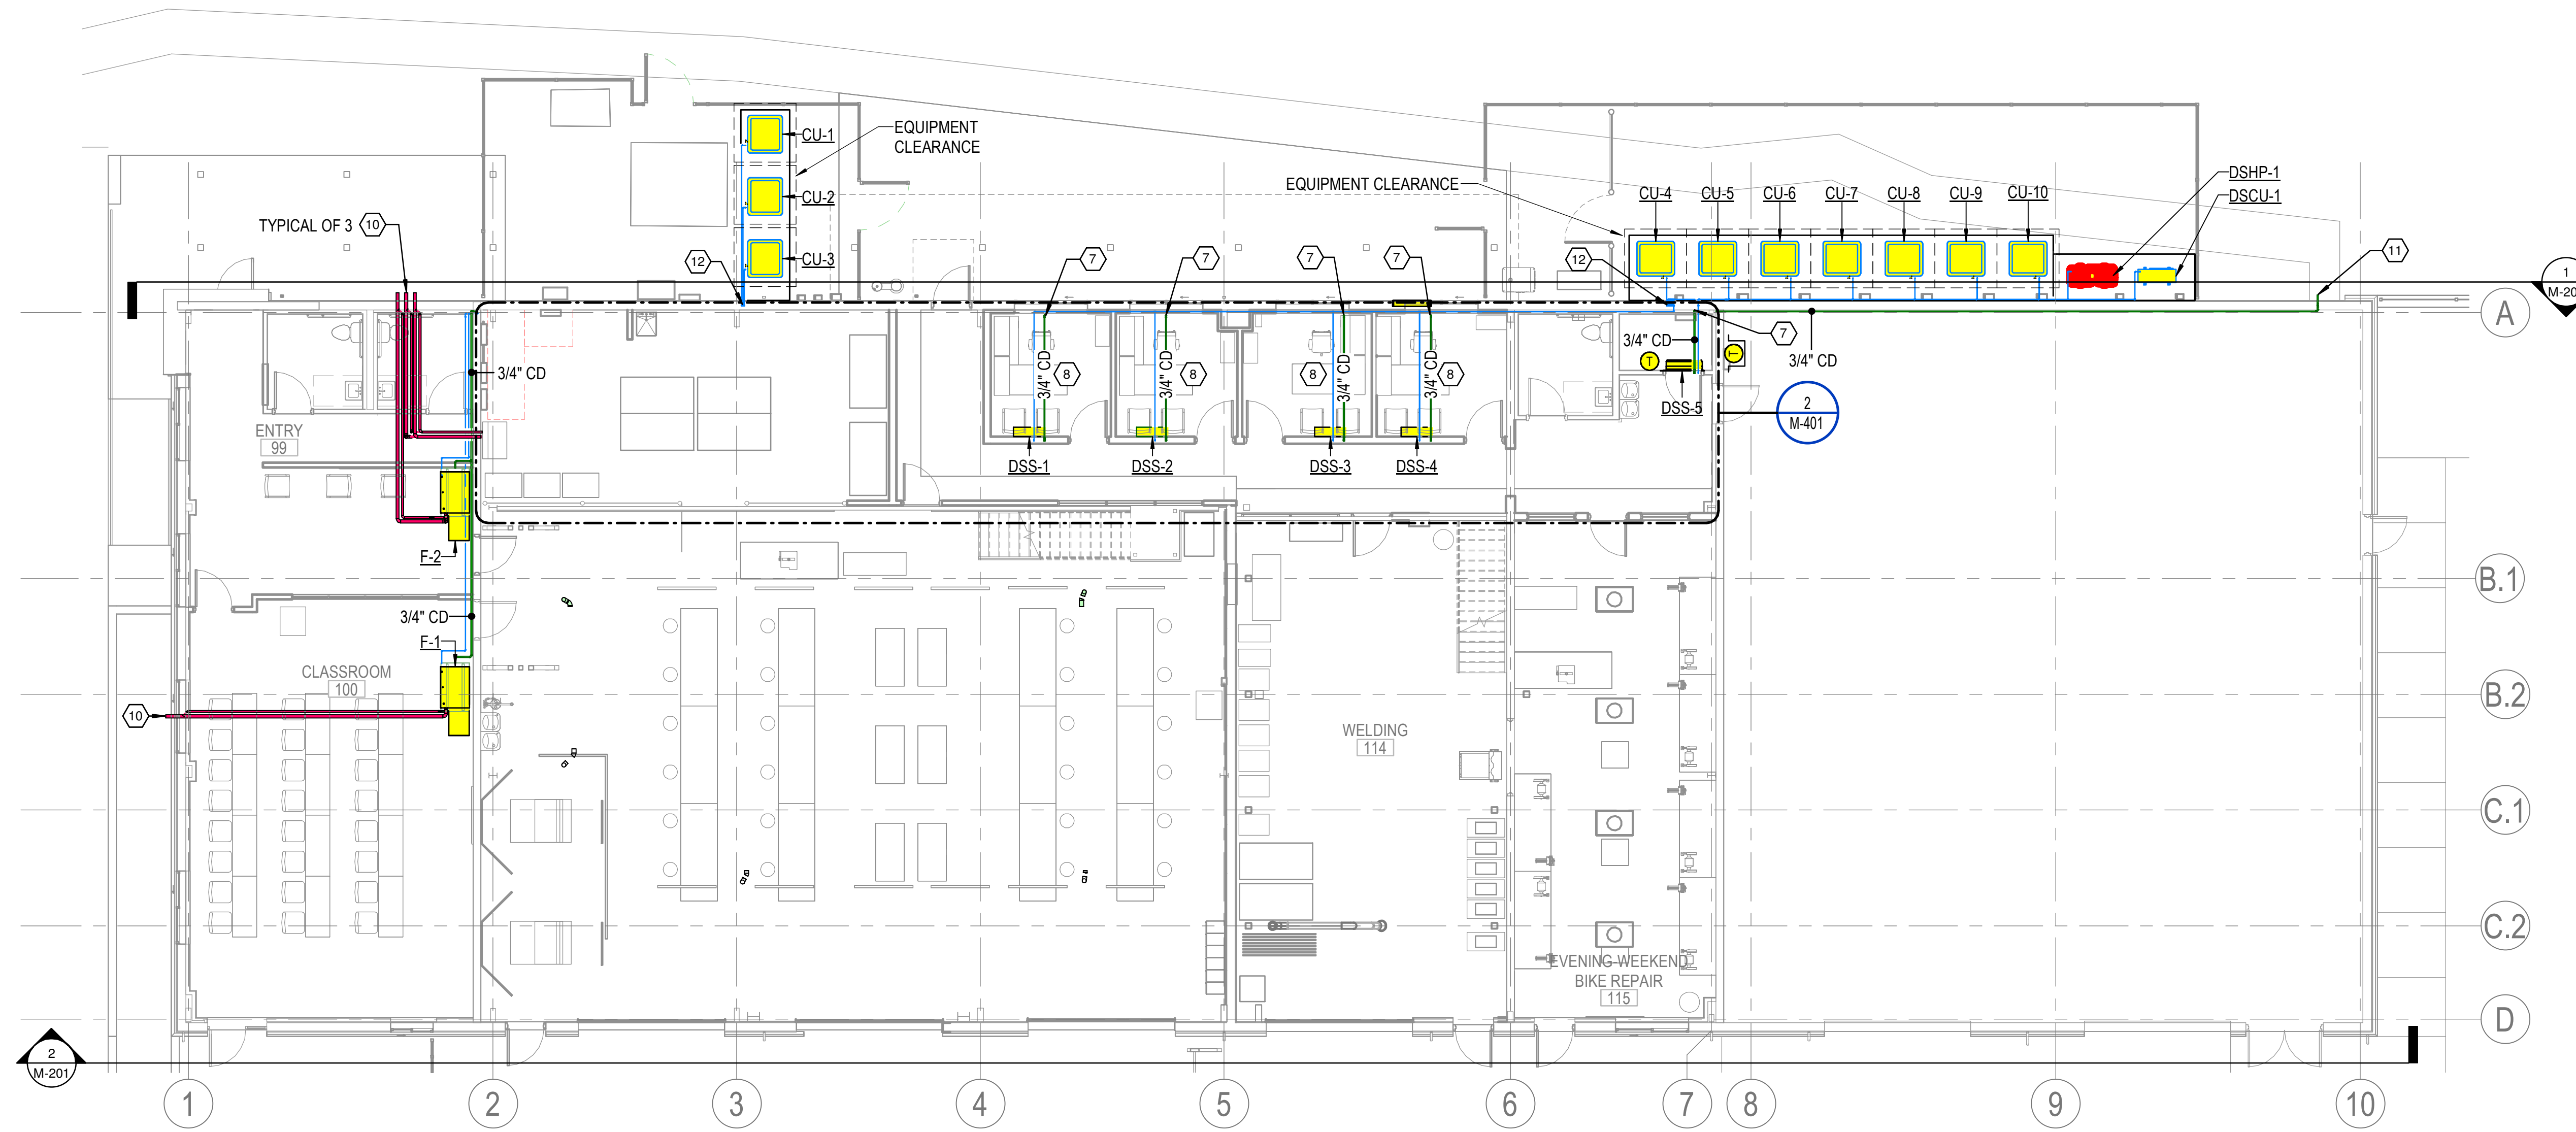 EQUIPMENT
CLEARANCE
CU-1
CU-2
CU-3
TYPICAL OF 3
10
12
7
7
7
7
EQUIPMENT CLEARANCE
CU-4
CU-5
CU-6
CU-7
CU-8
CU-9
CU-10
DSHP-1
DSCU-1
12
11
1
M-20
A
3/4" CD
3/4" CD
8
3/4" CD
8
8
3/4" CD
3/4" CD
8
3/4" CD
T
T
7
3/4" CD
DSS-5
2
M-401
ENTRY
99
DSS-1
DSS-2
DSS-3
DSS-4
F-2
B.1
3/4" CD
F-1
CLASSROOM
100
10
B.2
WELDING
114
C.1
C.2
EVENING-WEEKEND
BIKE REPAIR
115
D
2
M-201
1
2
3
4
5
6
7
8
9
10